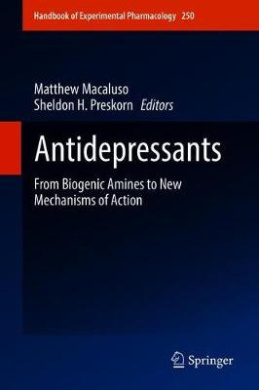 Handbook of Experimental Pharmacology 250
Matthew Macaluso
Sheldon H. Preskorn Editors
Antidepressants
From Biogenic Amines to New
Mechanisms of Action
Springer